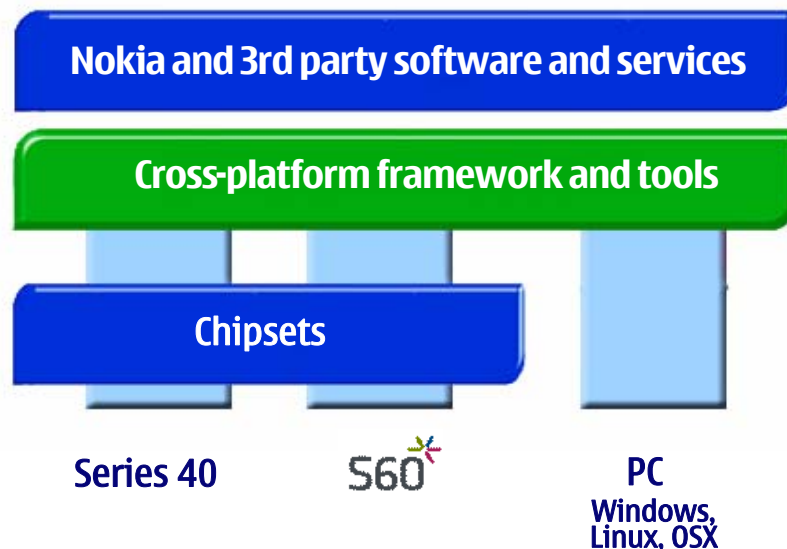 Nokia and 3rd party software and services
Cross-platform framework and tools
Chipsets
Series 40
S60
PC
Windows,
Linux, OSX